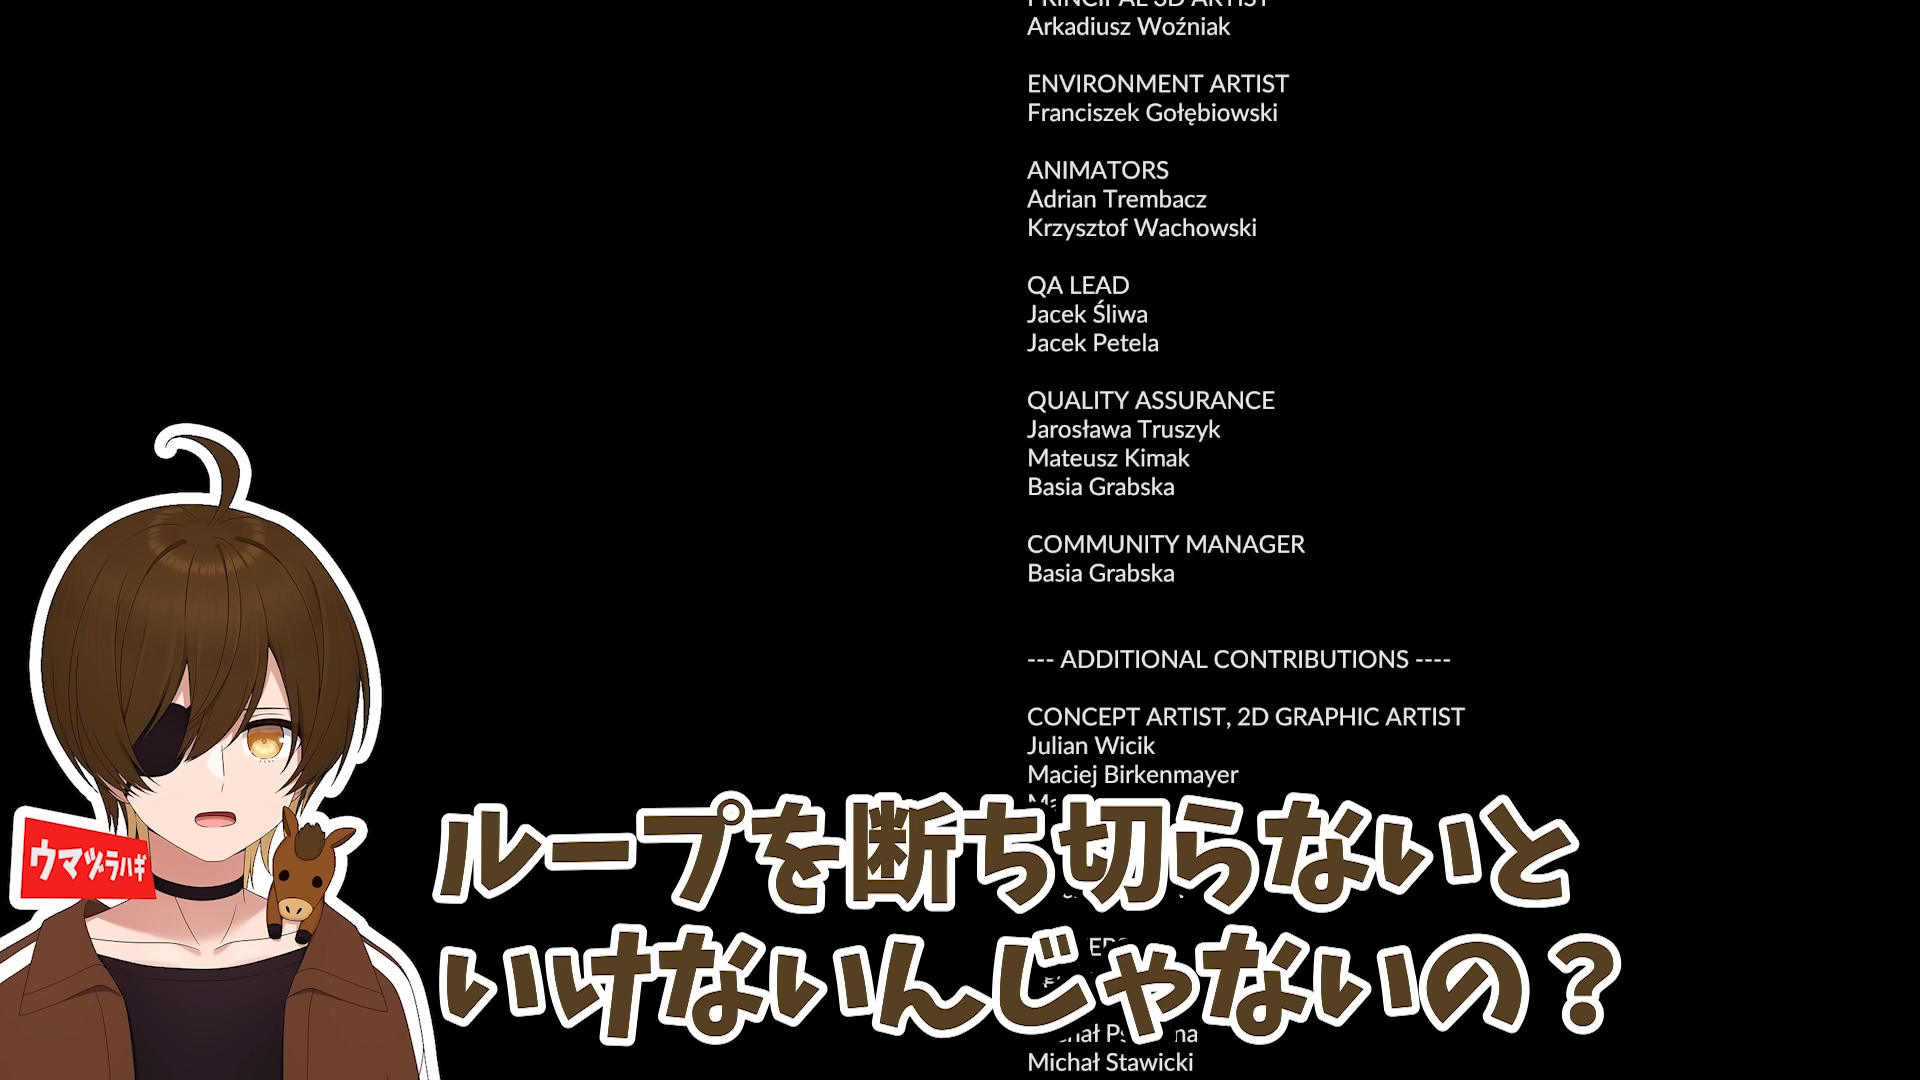 PRINCIPAL 3D ARTIST
Arkadiusz Woźniak
ENVIRONMENT ARTIST
Franciszek Gołębiowski
ANIMATORS
Adrian Trembacz
Krzysztof Wachowski
QA LEAD
Jacek Śliwa
Jacek Petela
QUALITY ASSURANCE
Jarosława Truszyk
Mateusz Kimak
Basia Grabska
COMMUNITY MANAGER
Basia Grabska
--- ADDITIONAL CONTRIBUTIONS ----
CONCEPT ARTIST, 2D GRAPHIC ARTIST
Julian Wicik
Maciej Birkenmayer
Michał Stawicki
ウマヅラハギ
ループを断ち切らないと
いけないんじゃないの？